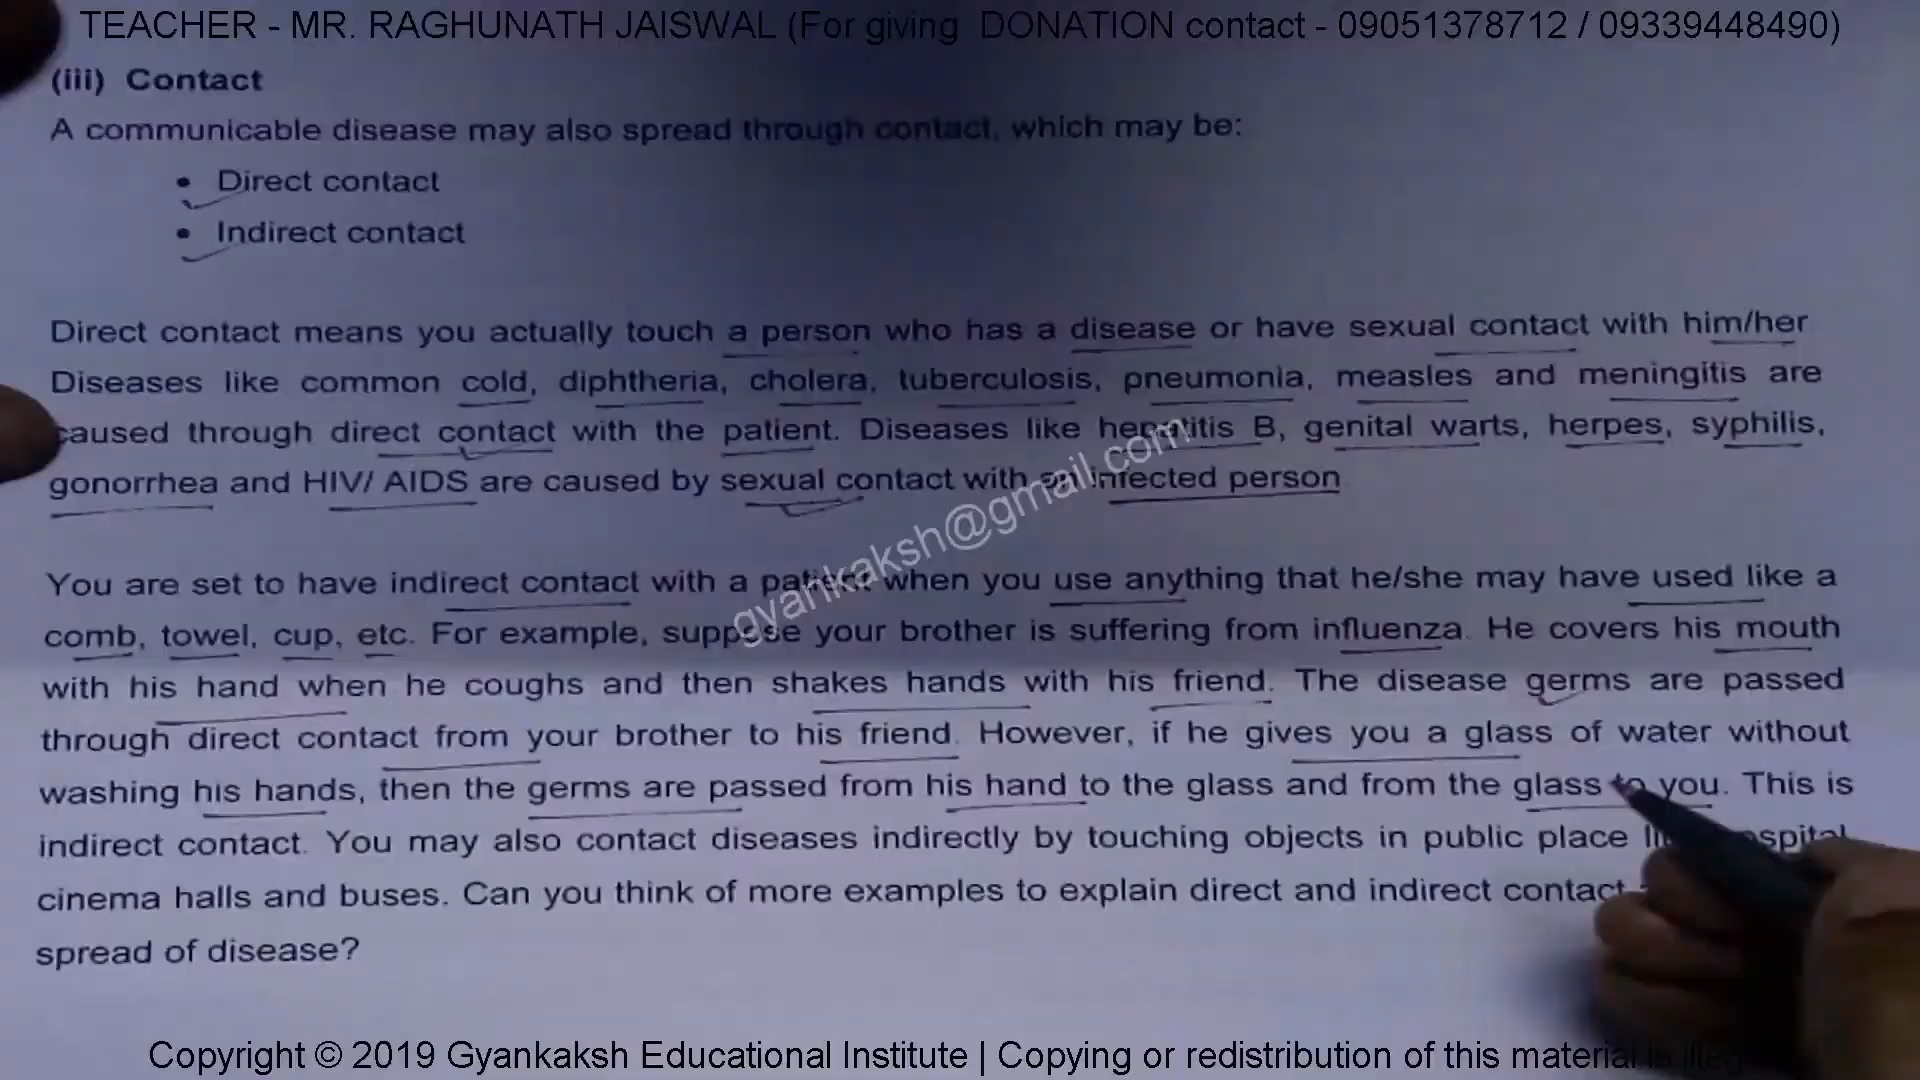 TEACHER - MR. RAGHUNATH JAISWAL (For giving DONATION contact - 09051378712 / 09339448490)
(iii) Contact
A communicable disease may also spread through contact, which may be:
• Direct contact
• Indirect contact
Direct contact means you actually touch a person who has a disease or have sexual contact with him/her
Diseases like common cold, diphtheria, cholera, tuberculosis, pneumonia, measles and meningitis are
caused through direct contact with the patient. Diseases like hepatitis B, genital warts, herpes, syphilis,
gonorrhea and HIV/ AIDS are caused by sexual contact with an infected person
gyankaksh@gmail.com
You are set to have indirect contact with a patient when you use anything that he/she may have used like a
comb, towel, cup, etc. For example, suppose your brother is suffering from influenza. He covers his mouth
with his hand when he coughs and then shakes hands with his friend. The disease germs are passed
through direct contact from your brother to his friend. However, if he gives you a glass of water without
washing his hands, then the germs are passed from his hand to the glass and from the glass to you. This is
indirect contact. You may also contact diseases indirectly by touching objects in public place
cinema halls and buses. Can you think of more examples to explain direct and indirect contact
spread of disease?
Copyright © 2019 Gyankaksh Educational Institute | Copying or redistribution of this material is